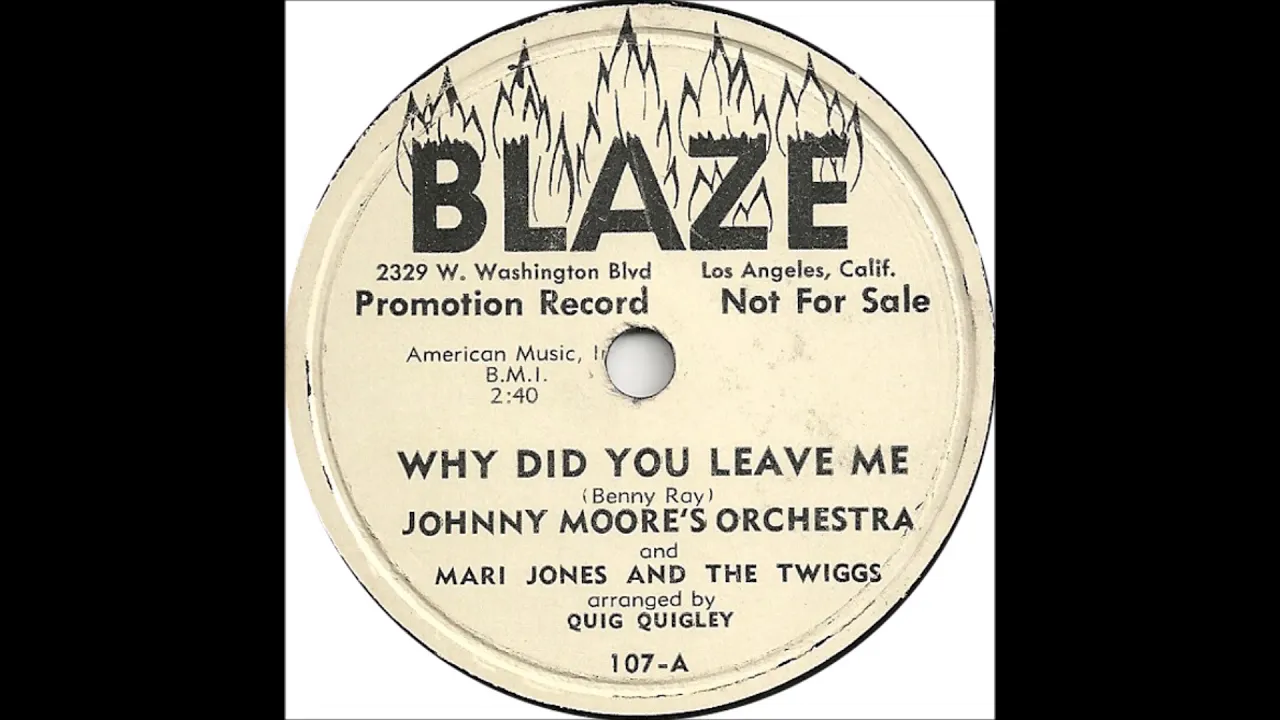 BLAZE
2329 W. Washington Blvd Los Angeles, Calif.
Promotion Record Not For Sale
American Music, I
B.M.I.
2:40
WHY DID YOU LEAVE ME
(Benny Ray)
JOHNNY MOORE'S ORCHESTRA
and
MARI JONES AND THE TWIGGS
arranged by
QUIG QUIGLEY
107-A